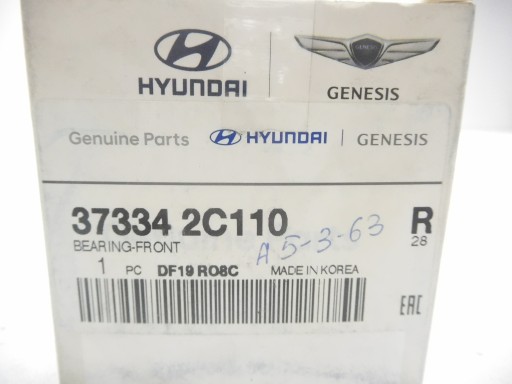 HYUNDAI GENESIS
Genuine Parts HYUNDAI | GENESIS
37334 2C110 R
BEARING-FRONT A 5-3-63 28
1 PC DF19 RO8C MADE IN KOREA
EAC